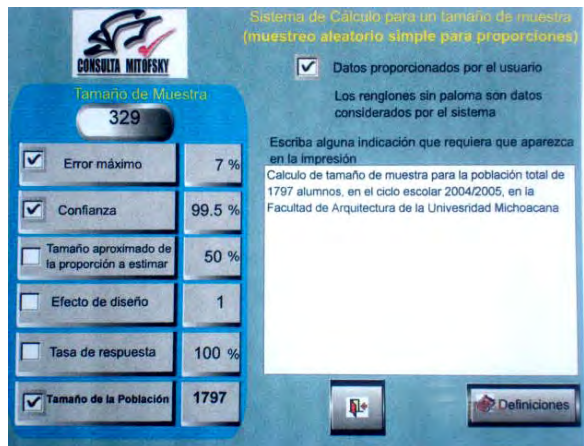 CONSULTA MITOFSKY
Sistema de Cálculo para un tamaño de muestra
(muestreo aleatorio simple para proporciones)
Datos proporcionados por el usuario
Los renglones sin paloma son datos
considerados por el sistema
Tamaño de Muestra
329
Error máximo 7 %
Confianza 99.5 %
Tamaño aproximado de
la proporción a estimar
50 %
Efecto de diseño 1
Tasa de respuesta 100 %
Tamaño de la Población 1797
Escriba alguna indicación que requiera que aparezca
en la impresión
Calculo de tamaño de muestra para la población total de
1797 alumnos, en el ciclo escolar 2004/2005, en la
Facultad de Arquitectura de la Univesridad Michoacana
Definiciones